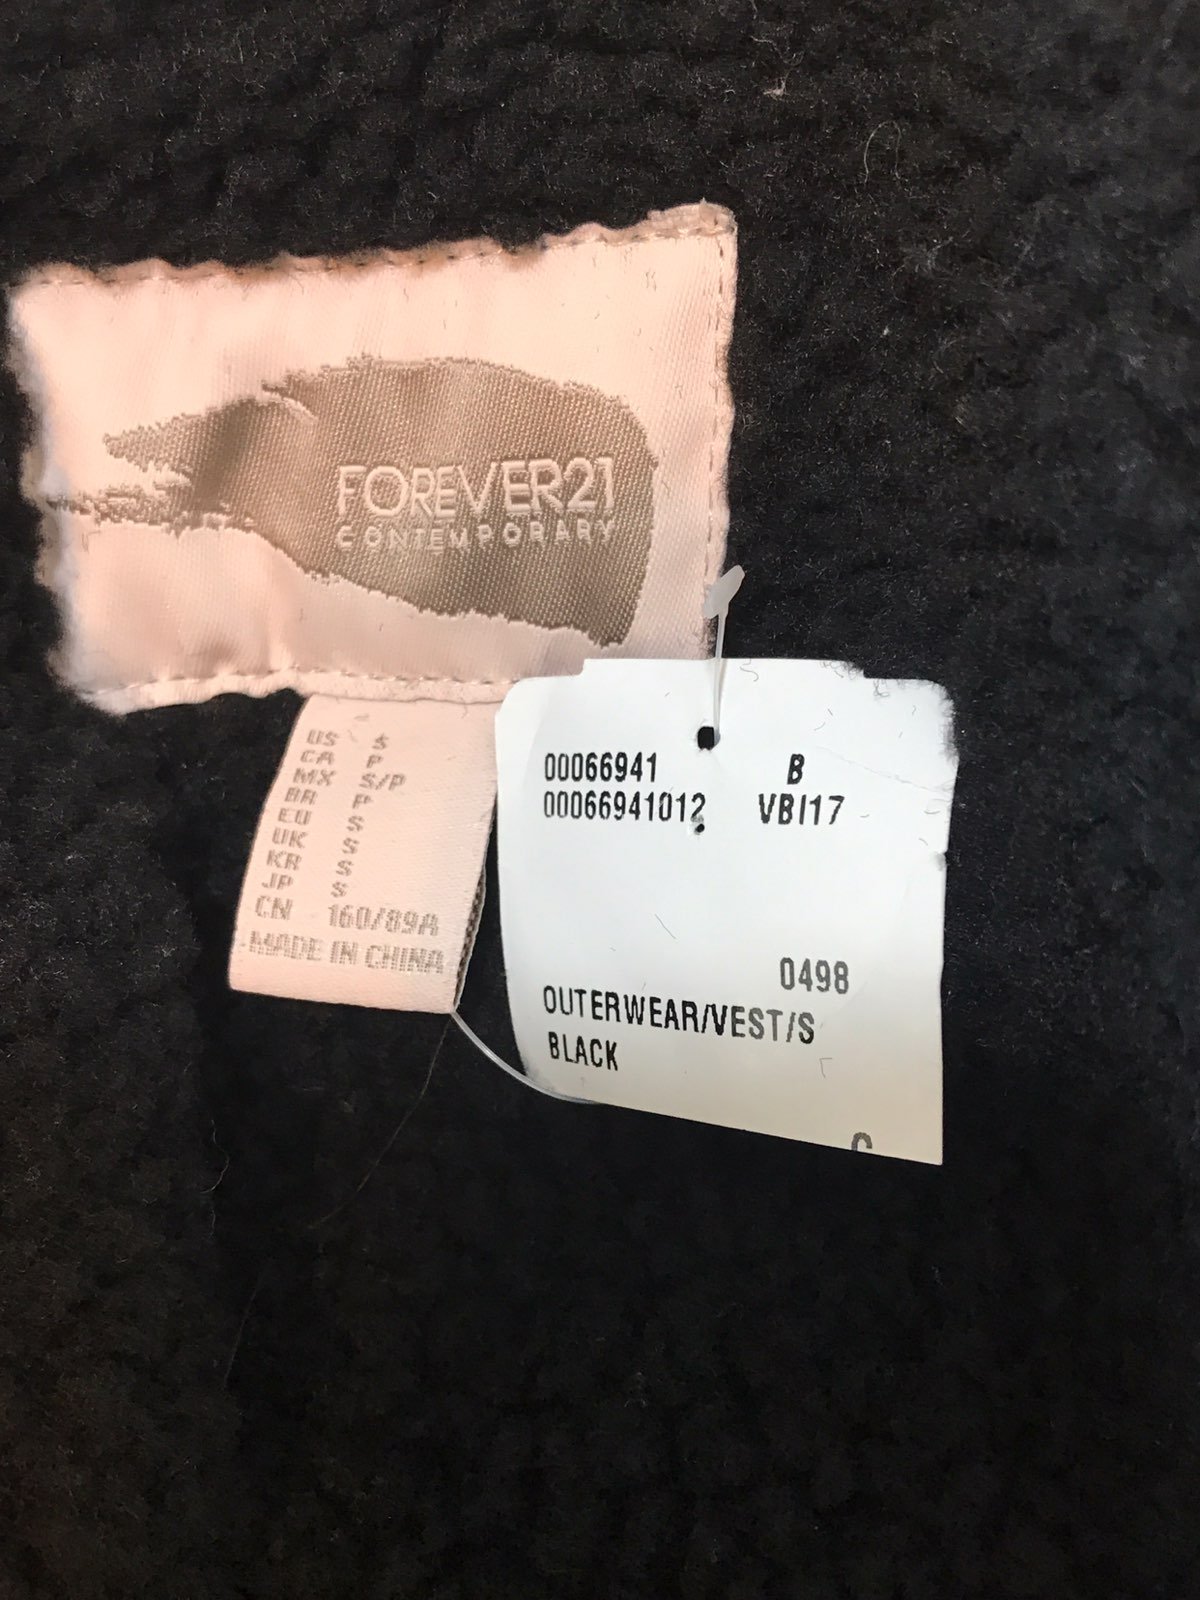 FOREVER21
CONTEMPORARY
US S
CA P
MX S/P
BR P
EU S
UK S
KR S
JP S
CN 160/89A
MADE IN CHINA
00066941 B
00066941012 VBI17
0498
OUTERWEAR/VEST/S
BLACK